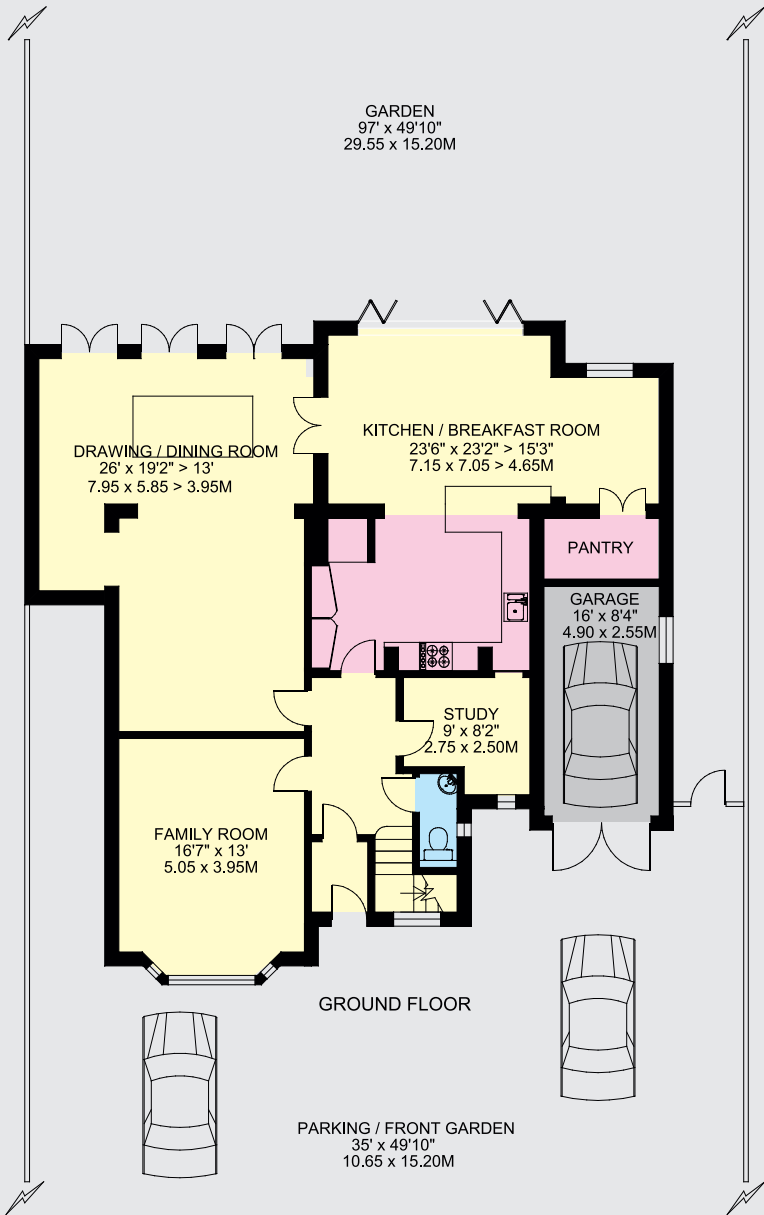 GARDEN
97' x 49'10"
29.55 x 15.20M
KITCHEN / BREAKFAST ROOM
23'6" x 23'2" > 15'3"
7.15 x 7.05 > 4.65M
DRAWING / DINING ROOM
26' x 19'2" > 13'
7.95 x 5.85 > 3.95M
PANTRY
GARAGE
16' x 8'4"
4.90 x 2.55M
STUDY
9' x 8'2"
2.75 x 2.50M
FAMILY ROOM
16'7" x 13'
5.05 x 3.95M
GROUND FLOOR
PARKING / FRONT GARDEN
35' x 49'10"
10.65 x 15.20M